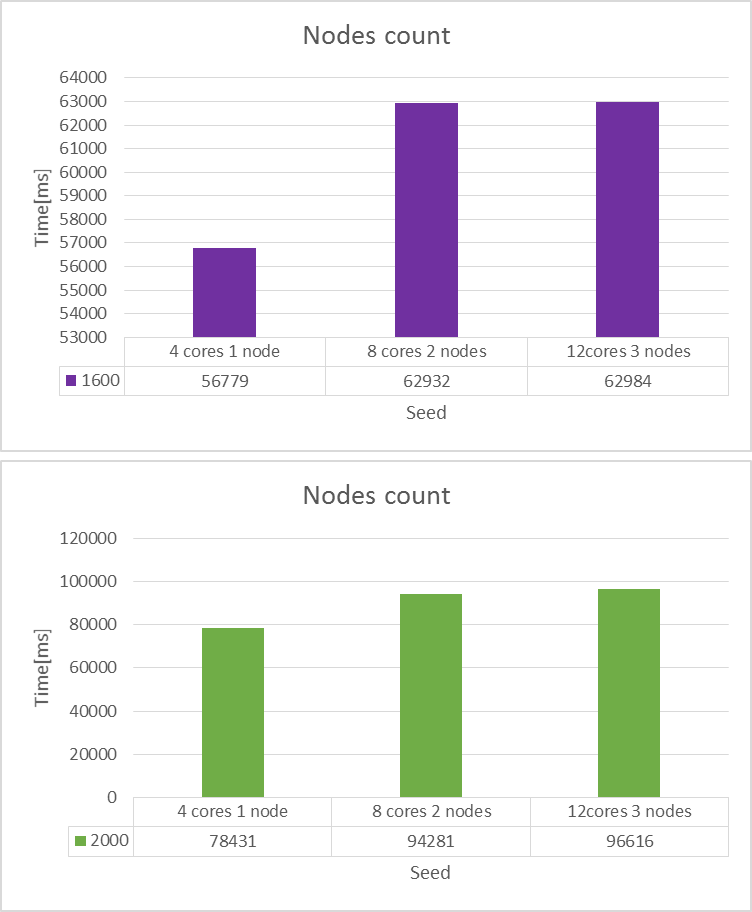 Nodes count
64000
63000
62000
61000
60000
59000
58000
57000
56000
55000
54000
53000
Time[ms]
4 cores 1 node 8 cores 2 nodes 12cores 3 nodes
1600 56779 62932 62984
Seed
Nodes count
120000
100000
80000
60000
40000
20000
0
Time[ms]
4 cores 1 node 8 cores 2 nodes 12cores 3 nodes
2000 78431 94281 96616
Seed